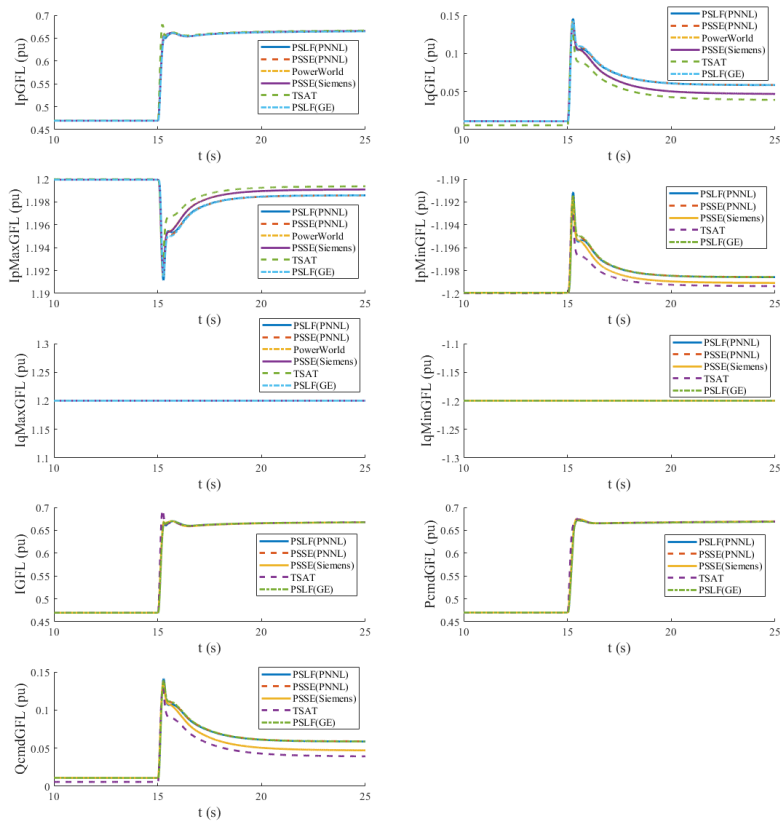 IpGFL (pu)
0.7
0.65
0.6
0.55
0.5
0.45
10
15
20
25
t (s)
PSLF(PNNL)
PSSE(PNNL)
PowerWorld
PSSE(Siemens)
TSAT
PSLF(GE)
IqGFL (pu)
0.15
0.1
0.05
0
10
15
20
25
t (s)
PSLF(PNNL)
PSSE(PNNL)
PowerWorld
PSSE(Siemens)
TSAT
PSLF(GE)
IpMaxGFL (pu)
1.2
1.198
1.196
1.194
1.192
1.19
10
15
20
25
t (s)
PSLF(PNNL)
PSSE(PNNL)
PowerWorld
PSSE(Siemens)
TSAT
PSLF(GE)
IpMinGFL (pu)
-1.19
-1.192
-1.194
-1.196
-1.198
-1.2
10
15
20
25
t (s)
PSLF(PNNL)
PSSE(PNNL)
PSSE(Siemens)
TSAT
PSLF(GE)
IqMaxGFL (pu)
1.3
1.2
1.2
1.1
1.1
10
15
20
25
t (s)
PSLF(PNNL)
PSSE(PNNL)
PowerWorld
PSSE(Siemens)
TSAT
PSLF(GE)
IqMinGFL (pu)
-1.1
-1.1
-1.2
-1.2
-1.3
10
15
20
25
t (s)
PSLF(PNNL)
PSSE(PNNL)
PSSE(Siemens)
TSAT
PSLF(GE)
IGFL (pu)
0.7
0.65
0.6
0.55
0.5
0.45
10
15
20
25
t (s)
PSLF(PNNL)
PSSE(PNNL)
PSSE(Siemens)
TSAT
PSLF(GE)
PcmdGFL (pu)
0.7
0.65
0.6
0.55
0.5
0.45
10
15
20
25
t (s)
PSLF(PNNL)
PSSE(PNNL)
PSSE(Siemens)
TSAT
PSLF(GE)
QcmdGFL (pu)
0.15
0.1
0.05
0
10
15
20
25
t (s)
PSLF(PNNL)
PSSE(PNNL)
PSSE(Siemens)
TSAT
PSLF(GE)